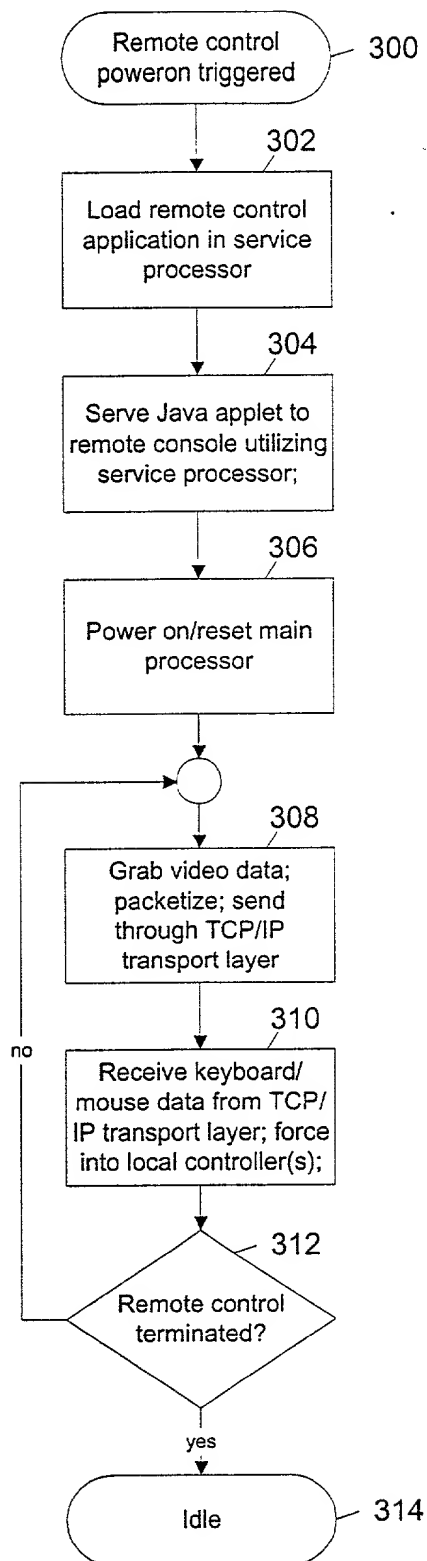 Remote control
poweron triggered
300
302
Load remote control
application in service
processor
304
Serve Java applet to
remote console utilizing
service processor;
306
Power on/reset main
processor
308
Grab video data;
packetize; send
through TCP/IP
transport layer
310
no
Receive keyboard/
mouse data from TCP/
IP transport layer; force
into local controller(s);
312
Remote control
terminated?
yes
Idle
314